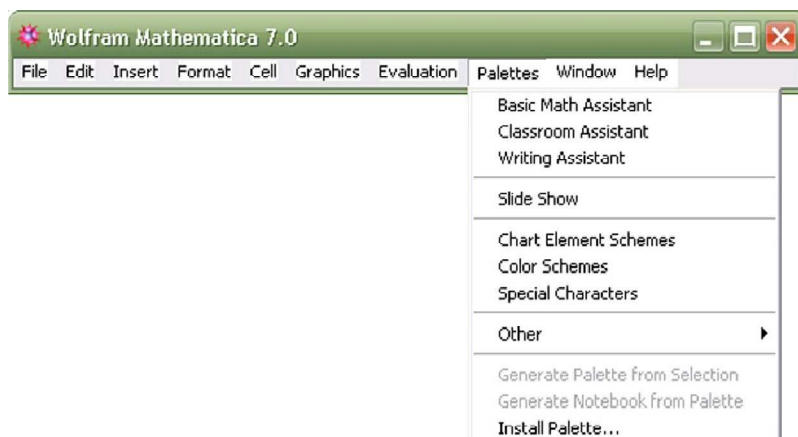 Wolfram Mathematica 7.0
File Edit Insert Format Cell Graphics Evaluation Palettes Window Help
Basic Math Assistant
Classroom Assistant
Writing Assistant
Slide Show
Chart Element Schemes
Color Schemes
Special Characters
Other
Generate Palette from Selection
Generate Notebook from Palette
Install Palette...